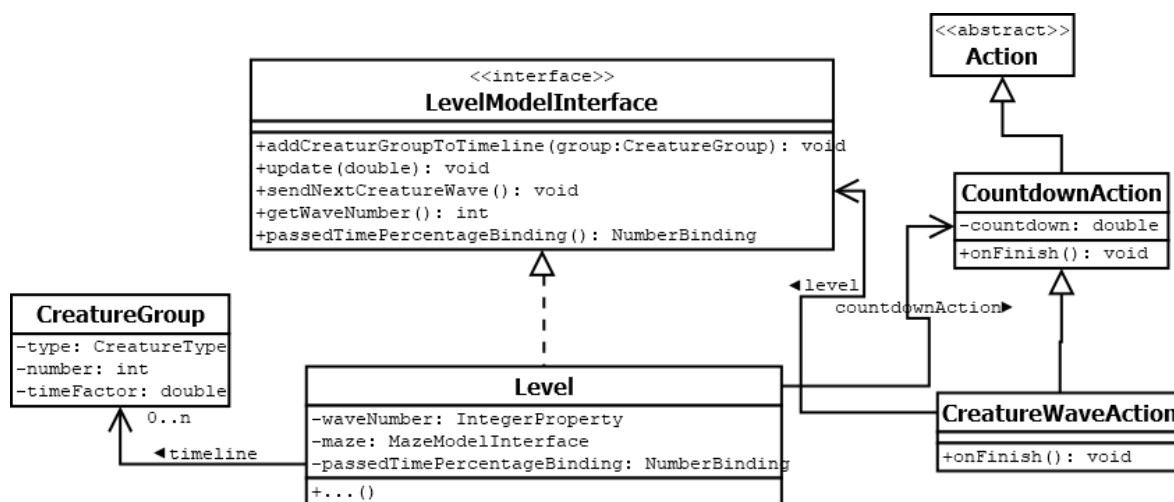 <<abstract>>
Action
<<interface>>
LevelModelInterface
+addCreaturGroupToTimeline(group:CreatureGroup): void
+update(double): void
+sendNextCreatureWave(): void
+getWaveNumber(): int
+passedTimePercentageBinding(): NumberBinding
CountdownAction
-countdown: double
+onFinish(): void
◄level
countdownAction►
CreatureGroup
-type: CreatureType
-number: int
-timeFactor: double
0..n
◄timeline
Level
-waveNumber: IntegerProperty
-maze: MazeModelInterface
-passedTimePercentageBinding: NumberBinding
+...()
CreatureWaveAction
+onFinish(): void